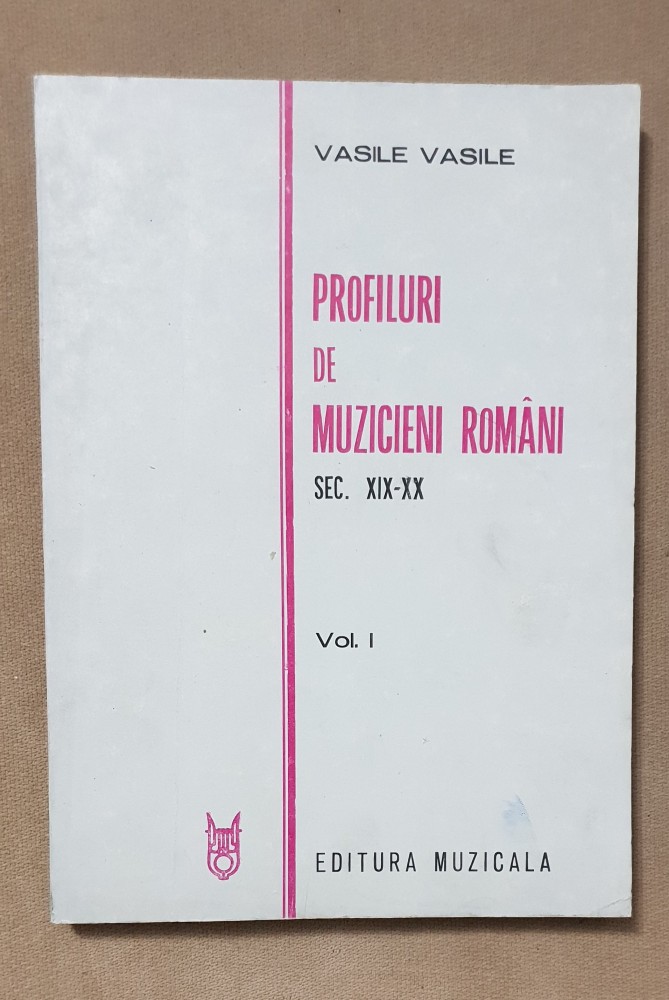 VASILE VASILE
PROFILURI
DE
MUZICIENI ROMÂNI
SEC. XIX-XX
Vol. I
EDITURA MUZICALA